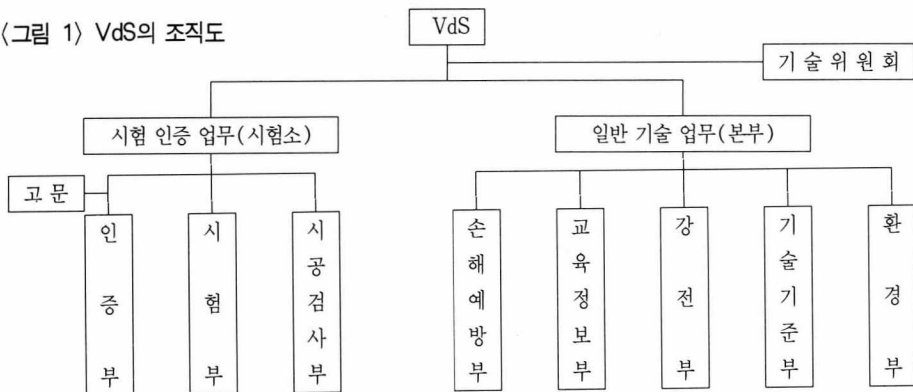 〈그림 1〉 VdS의 조직도
VdS
기술위원회
시험 인증 업무(시험소)
일반 기술 업무(본부)
고문
인증부
시험부
시공검사부
손해예방부
교육정보부
강전부
기술기준부
환경부